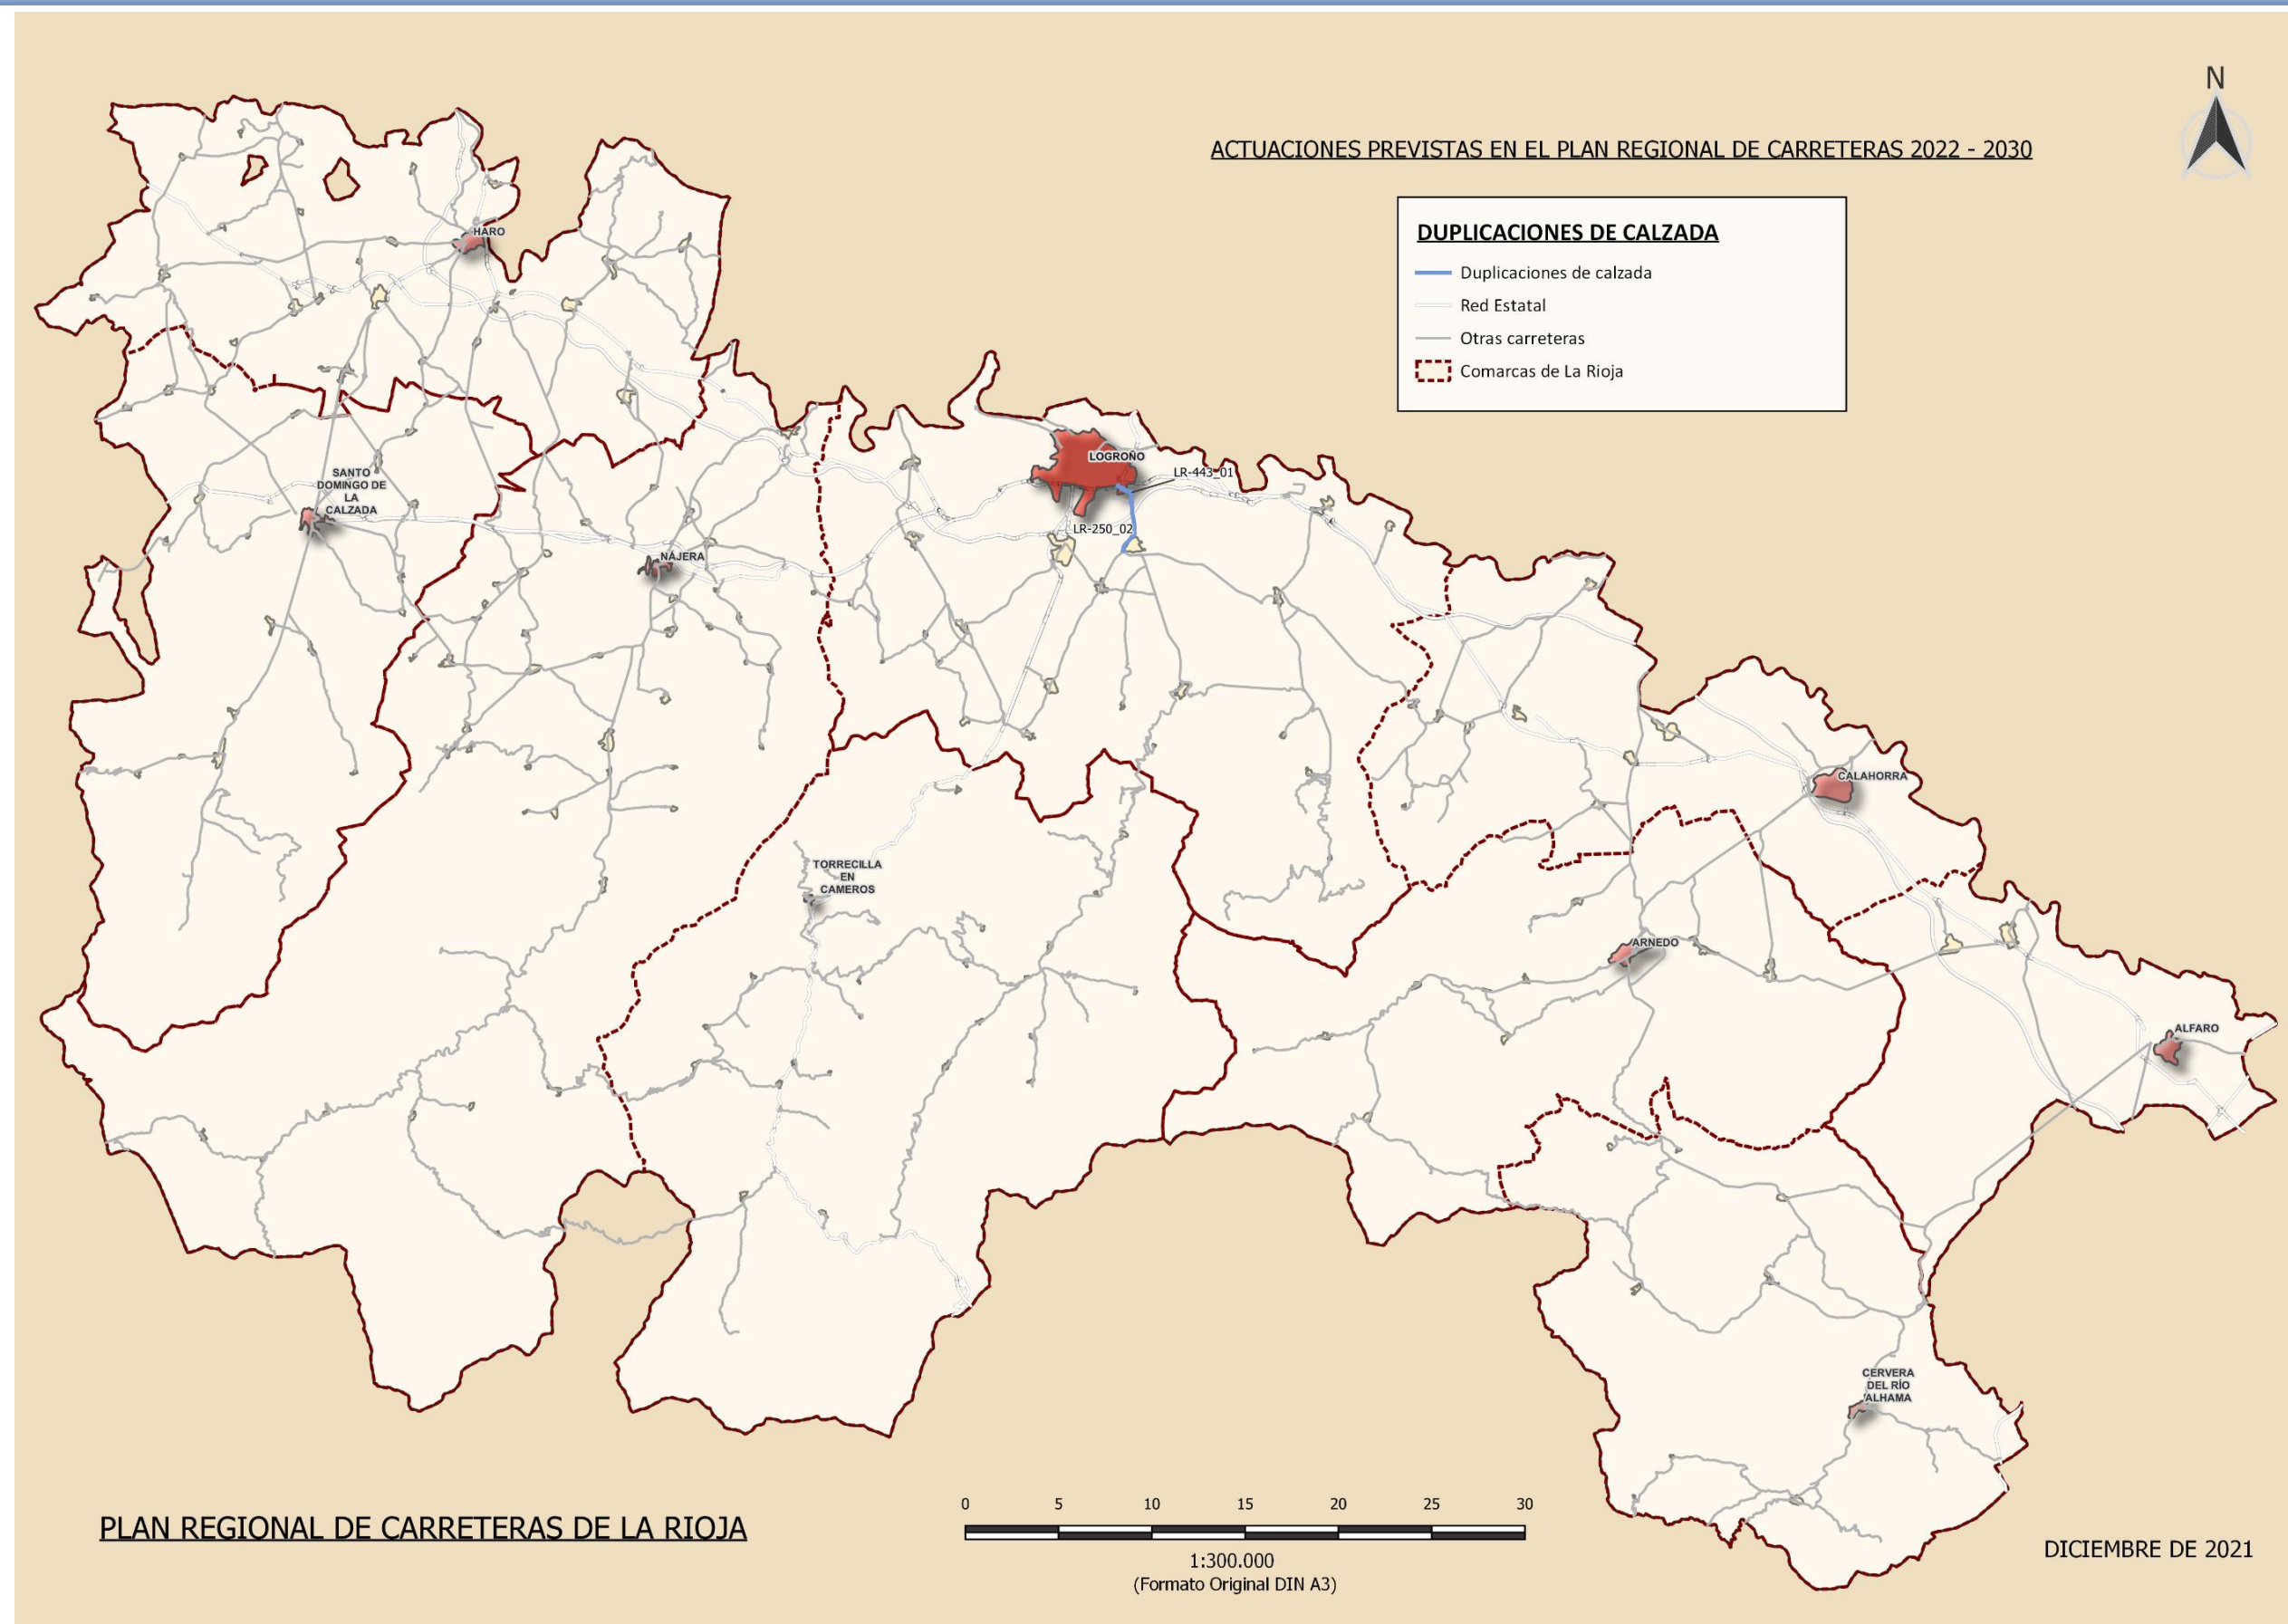 N
ACTUACIONES PREVISTAS EN EL PLAN REGIONAL DE CARRETERAS 2022 - 2030
DUPLICACIONES DE CALZADA
Duplicaciones de calzada
Red Estatal
Otras carreteras
Comarcas de La Rioja
HARO
LOGROÑO
LR-443_01
SANTO
DOMINGO DE
LA
CALZADA
LR-250_02
NÁJERA
CALAHORRA
TORRECILLA
EN
CAMEROS
ARNEDO
ALFARO
CERVERA
DEL RÍO
ALHAMA
0 5 10 15 20 25 30
1:300.000
(Formato Original DIN A3)
PLAN REGIONAL DE CARRETERAS DE LA RIOJA
DICIEMBRE DE 2021